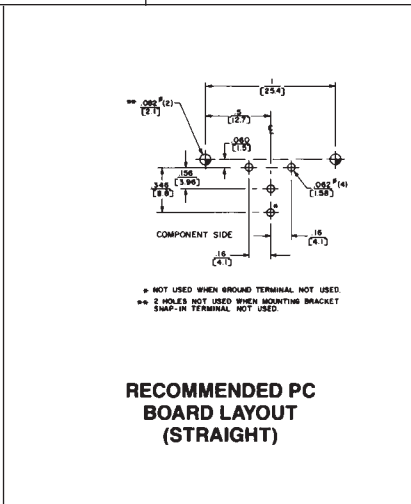 1
[25.4]
** .082 ø (2)
[2.1]
.5
[12.7]
℄
.060
[1.5]
.156
[3.96]
.346
[8.8]
.062 ø (4)
[1.58]
*
COMPONENT SIDE
.16
[4.1]
.16
[4.1]
* NOT USED WHEN GROUND TERMINAL NOT USED.
** 2 HOLES NOT USED WHEN MOUNTING BRACKET
SNAP-IN TERMINAL NOT USED.
RECOMMENDED PC
BOARD LAYOUT
(STRAIGHT)